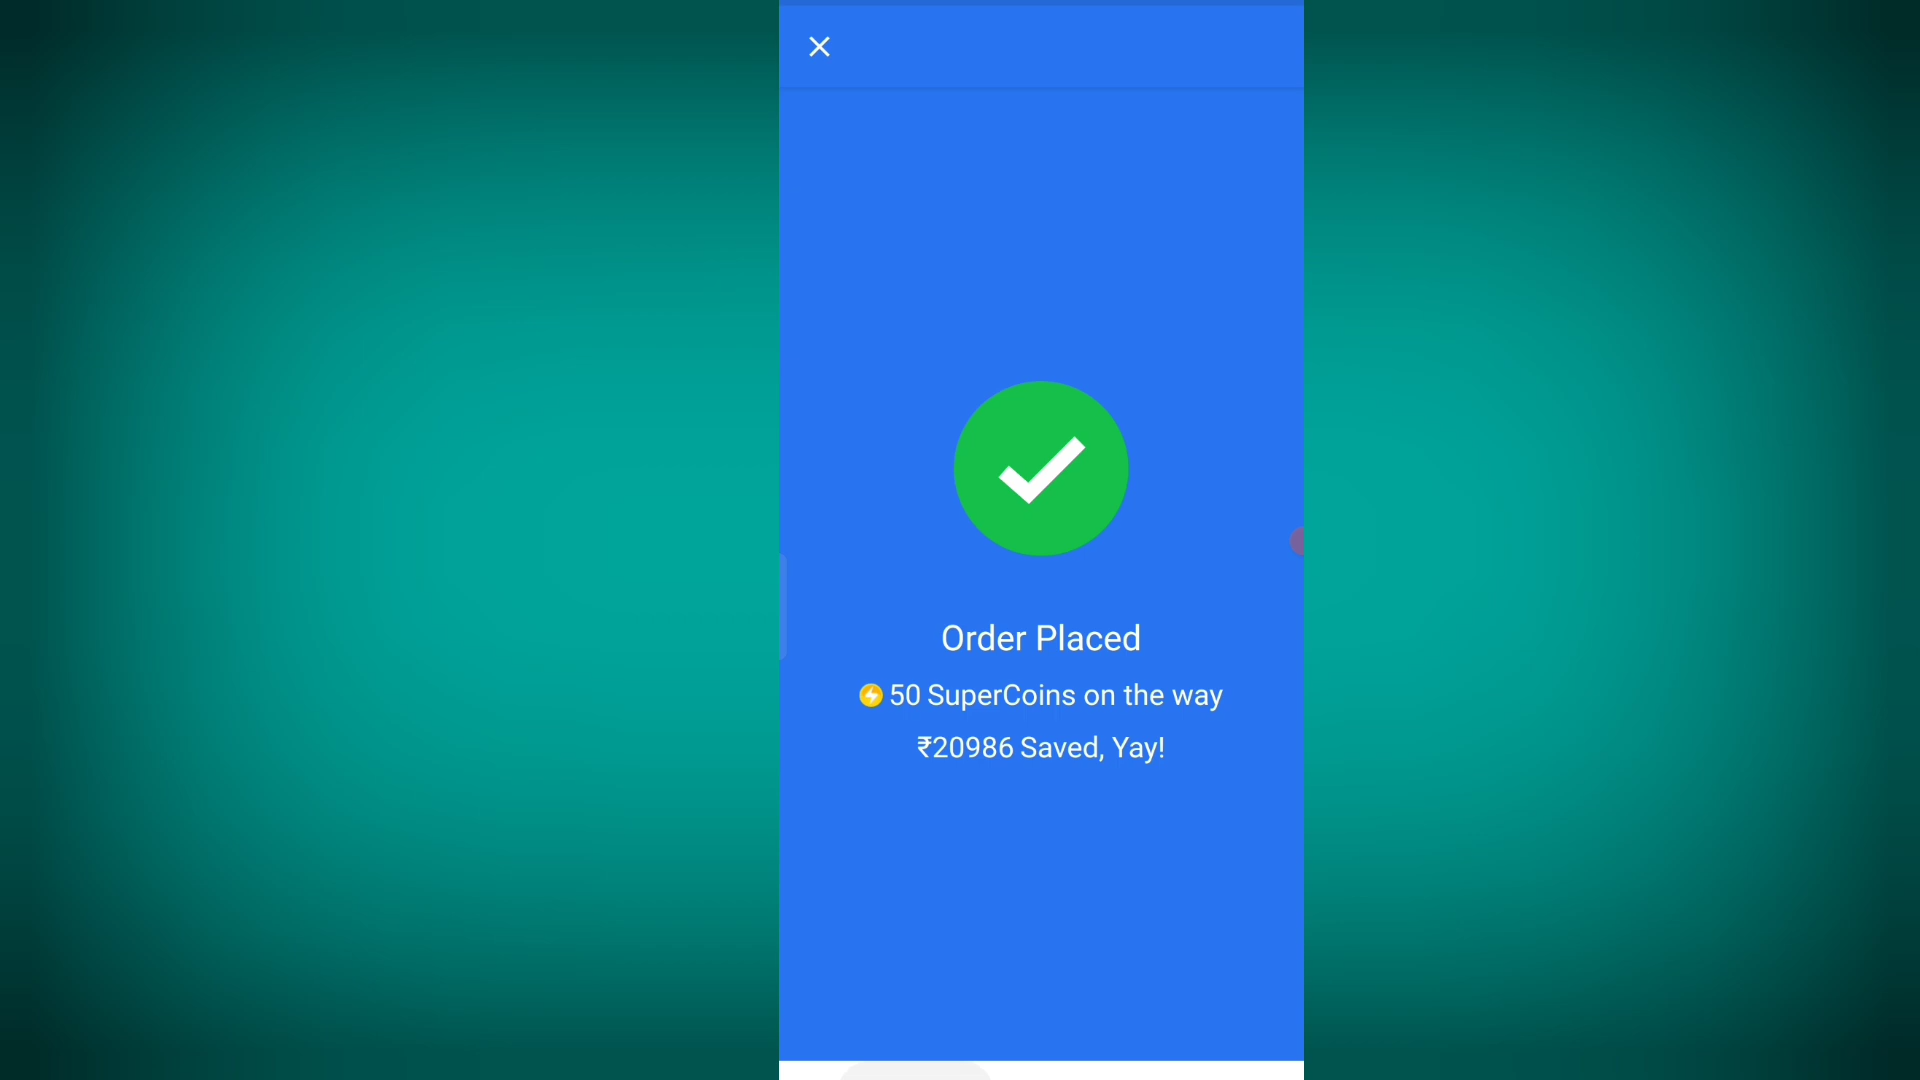 Order Placed
50 SuperCoins on the way
₹20986 Saved, Yay!